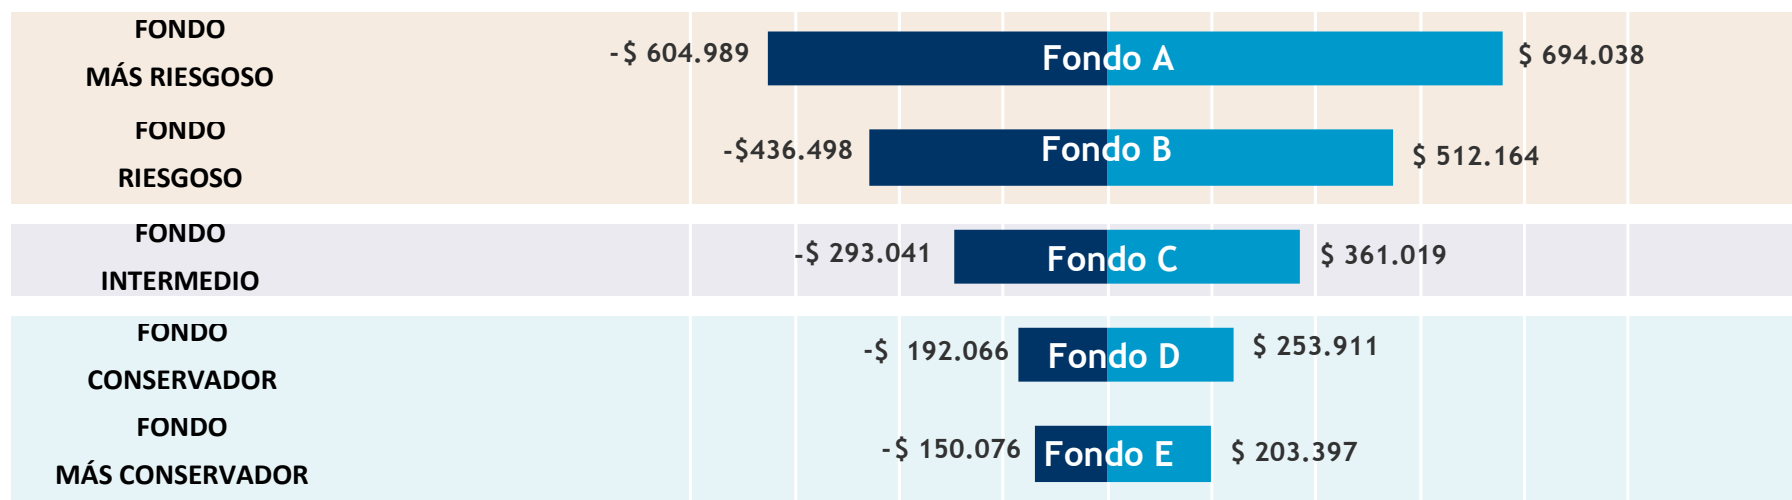 FONDO
MÁS RIESGOSO
-$ 604.989
Fondo A
$ 694.038
FONDO
RIESGOSO
-$436.498
Fondo B
$ 512.164
FONDO
INTERMEDIO
-$ 293.041
Fondo C
$ 361.019
FONDO
CONSERVADOR
-$ 192.066
Fondo D
$ 253.911
FONDO
MÁS CONSERVADOR
-$ 150.076
Fondo E
$ 203.397